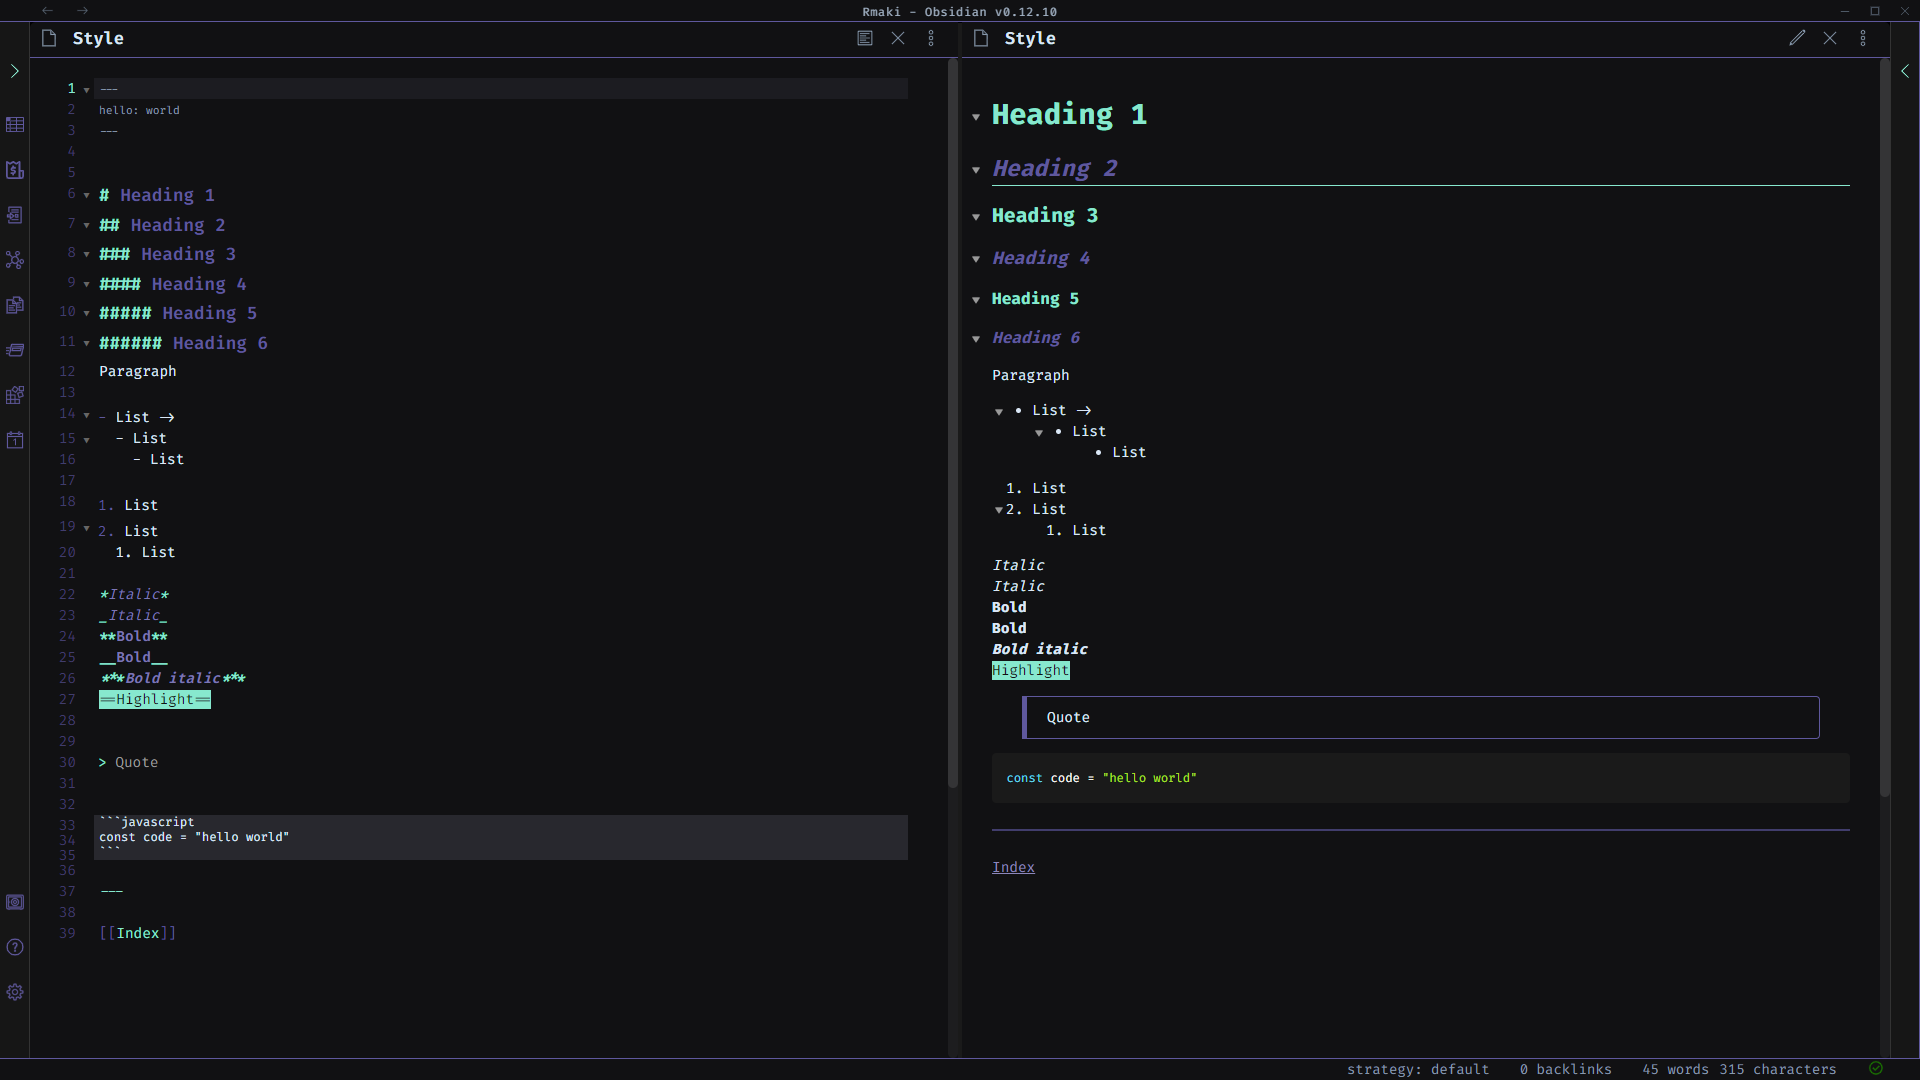 Rmaki - Obsidian v0.12.10
Style
1 ---
2 hello: world
3 ---
4
5
6 # Heading 1
7 ## Heading 2
8 ### Heading 3
9 #### Heading 4
10 ##### Heading 5
11 ###### Heading 6
12 Paragraph
13
14 - List ->
15 - List
16 - List
17
18 1. List
19 2. List
20 1. List
21
22 *Italic*
23 _Italic_
24 **Bold**
25 __Bold__
26 ***Bold italic***
27 ==Highlight==
28
29
30 > Quote
31
32
33 ```javascript
34 const code = "hello world"
35 ```
36
37 ---
38
39 [[Index]]
Style
Heading 1
Heading 2
Heading 3
Heading 4
Heading 5
Heading 6
Paragraph
• List ->
• List
• List
1. List
2. List
1. List
Italic
Italic
Bold
Bold
Bold italic
Highlight
Quote
const code = "hello world"
Index
strategy: default 0 backlinks 45 words 315 characters